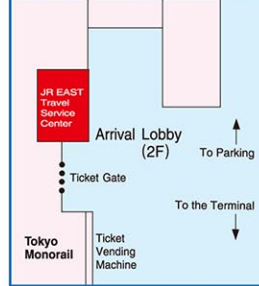 JR EAST
Travel
Service
Center
Arrival Lobby
(2F)
To Parking
Ticket Gate
To the Terminal
Tokyo
Monorail
Ticket
Vending
Machine